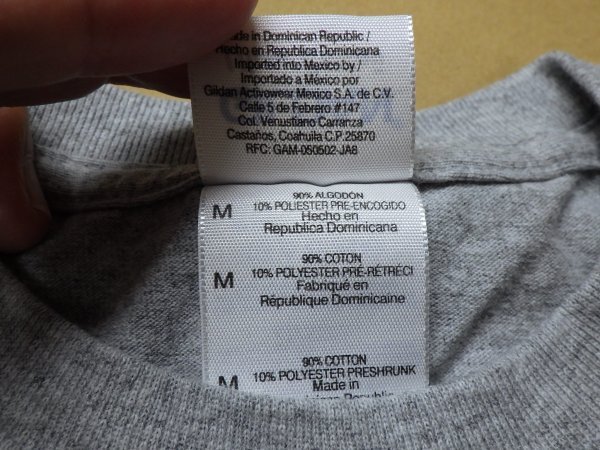 Made in Dominican Republic /
Hecho en Republica Dominicana
Imported into Mexico by /
Importado a México por
Gildan Activewear Mexico S.A. de C.V.
Calle 5 de Febrero #147
Col. Venustiano Carranza
Castaños, Coahuila C.P.25870
RFC: GAM-050502-JA8
90% ALGODÓN
M 10% POLIESTER PRE-ENCOGIDO
Hecho en
Republica Dominicana
90% COTON
M 10% POLYESTER PRÉ-RÉTRÉCI
Fabriqué en
République Dominicaine
90% COTTON
M 10% POLYESTER PRESHRUNK
Made in